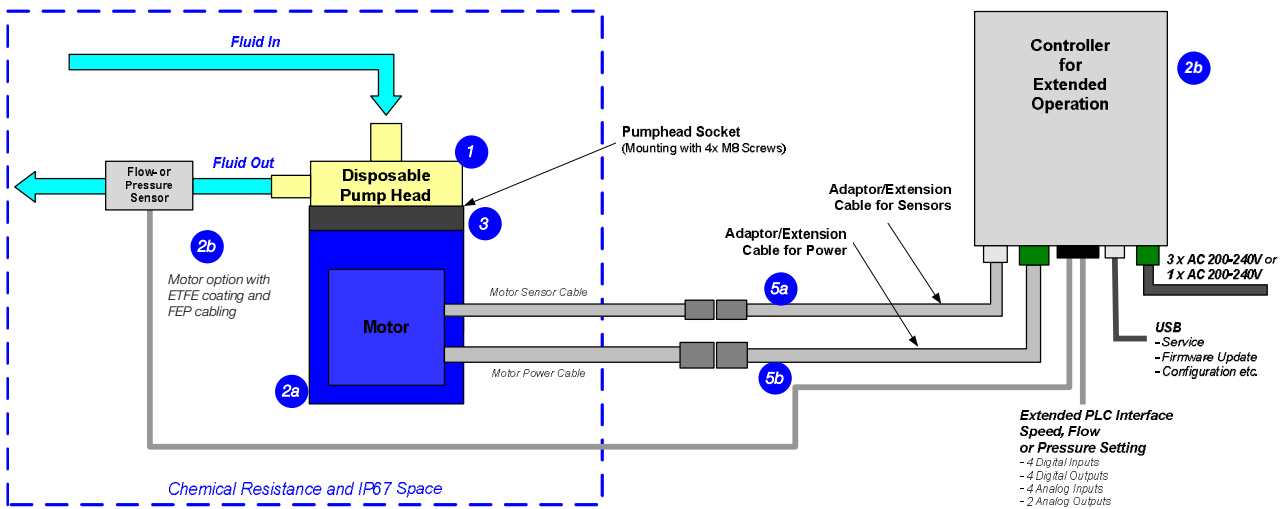 Fluid In
Controller
for
Extended
Operation
2b
Pumphead Socket
(Mounting with 4x M8 Screws)
1
Fluid Out
Flow- or
Pressure
Sensor
Disposable
Pump Head
3
Adaptor/Extension
Cable for Sensors
Adaptor/Extension
Cable for Power
2b
Motor option with
ETFE coating and
FEP cabling
3 x AC 200-240V or
1 x AC 200-240V
Motor Sensor Cable
5a
Motor
USB
- Service
- Firmware Update
- Configuration etc.
Motor Power Cable
5b
2a
Extended PLC Interface
Speed, Flow
or Pressure Setting
- 4 Digital Inputs
- 4 Digital Outputs
- 4 Analog Inputs
- 2 Analog Outputs
Chemical Resistance and IP67 Space